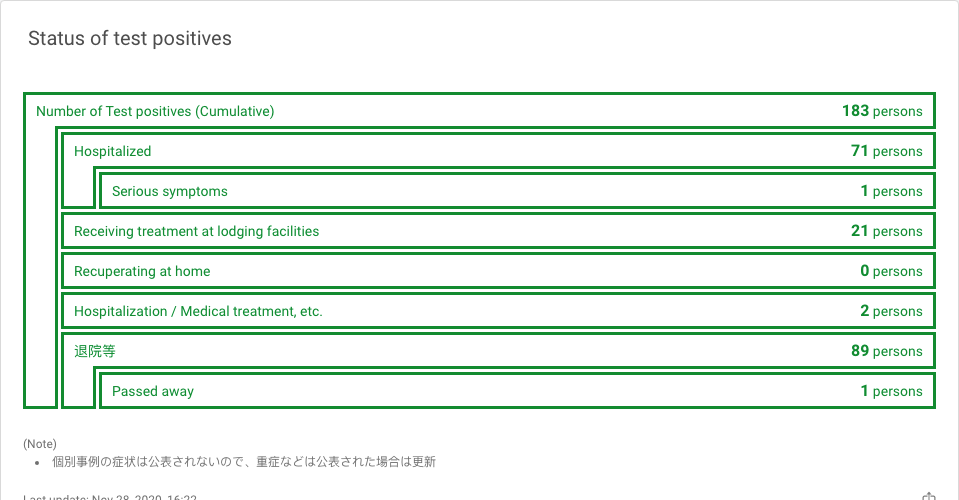 Status of test positives
Number of Test positives (Cumulative) 183 persons
Hospitalized 71 persons
Serious symptoms 1 persons
Receiving treatment at lodging facilities 21 persons
Recuperating at home 0 persons
Hospitalization / Medical treatment, etc. 2 persons
退院等 89 persons
Passed away 1 persons
(Note)
• 個別事例の症状は公表されないので、重症などは公表された場合は更新
Last update: Nov 28, 2020, 16:22